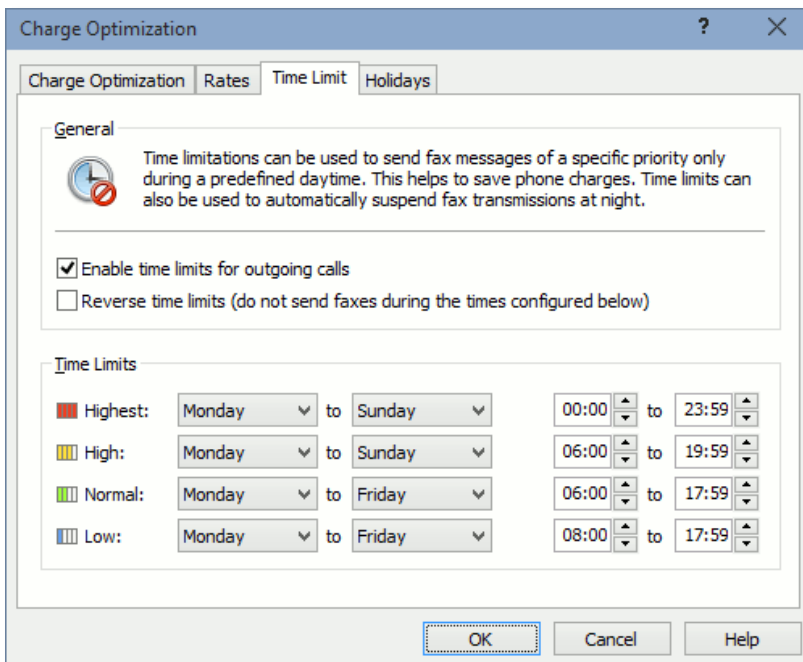 Charge Optimization ?
Charge Optimization Rates Time Limit Holidays
General
Time limitations can be used to send fax messages of a specific priority only
during a predefined daytime. This helps to save phone charges. Time limits can
also be used to automatically suspend fax transmissions at night.
Enable time limits for outgoing calls
Reverse time limits (do not send faxes during the times configured below)
Time Limits
Highest: Monday to Sunday 00:00 to 23:59
High: Monday to Sunday 06:00 to 19:59
Normal: Monday to Friday 06:00 to 17:59
Low: Monday to Friday 08:00 to 17:59
OK Cancel Help